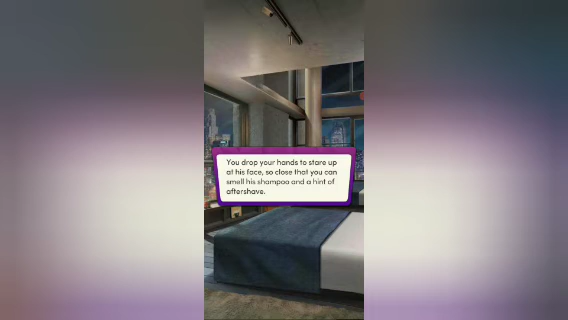 You drop your hands to stare up
at his face, so close that you can
smell his shampoo and a hint of
aftershave.